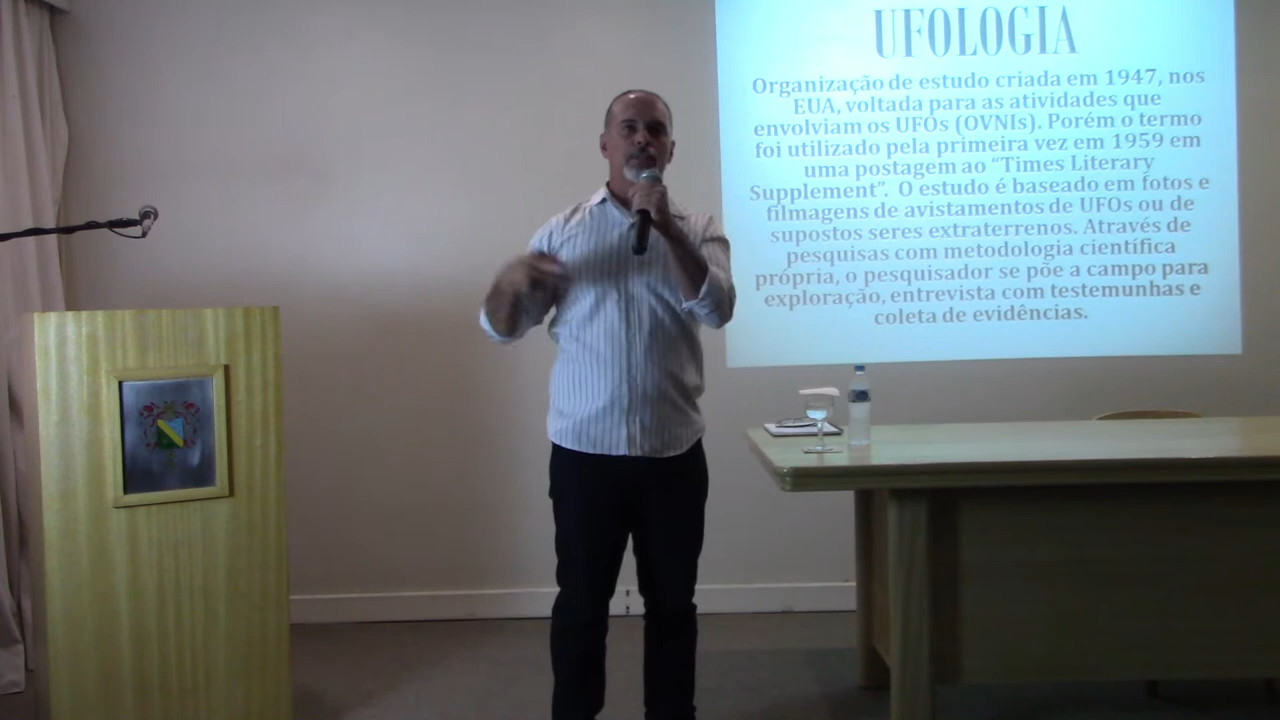 UFOLOGIA
Organização de estudo criada em 1947, nos
EUA, voltada para as atividades que
envolviam os UFOs (OVNIs). Porém o termo
foi utilizado pela primeira vez em 1959 em
uma postagem ao “Times Literary
Supplement”. O estudo é baseado em fotos e
filmagens de avistamentos de UFOs ou de
supostos seres extraterrenos. Através de
pesquisas com metodologia científica
própria, o pesquisador se põe a campo para
exploração, entrevista com testemunhas e
coleta de evidências.